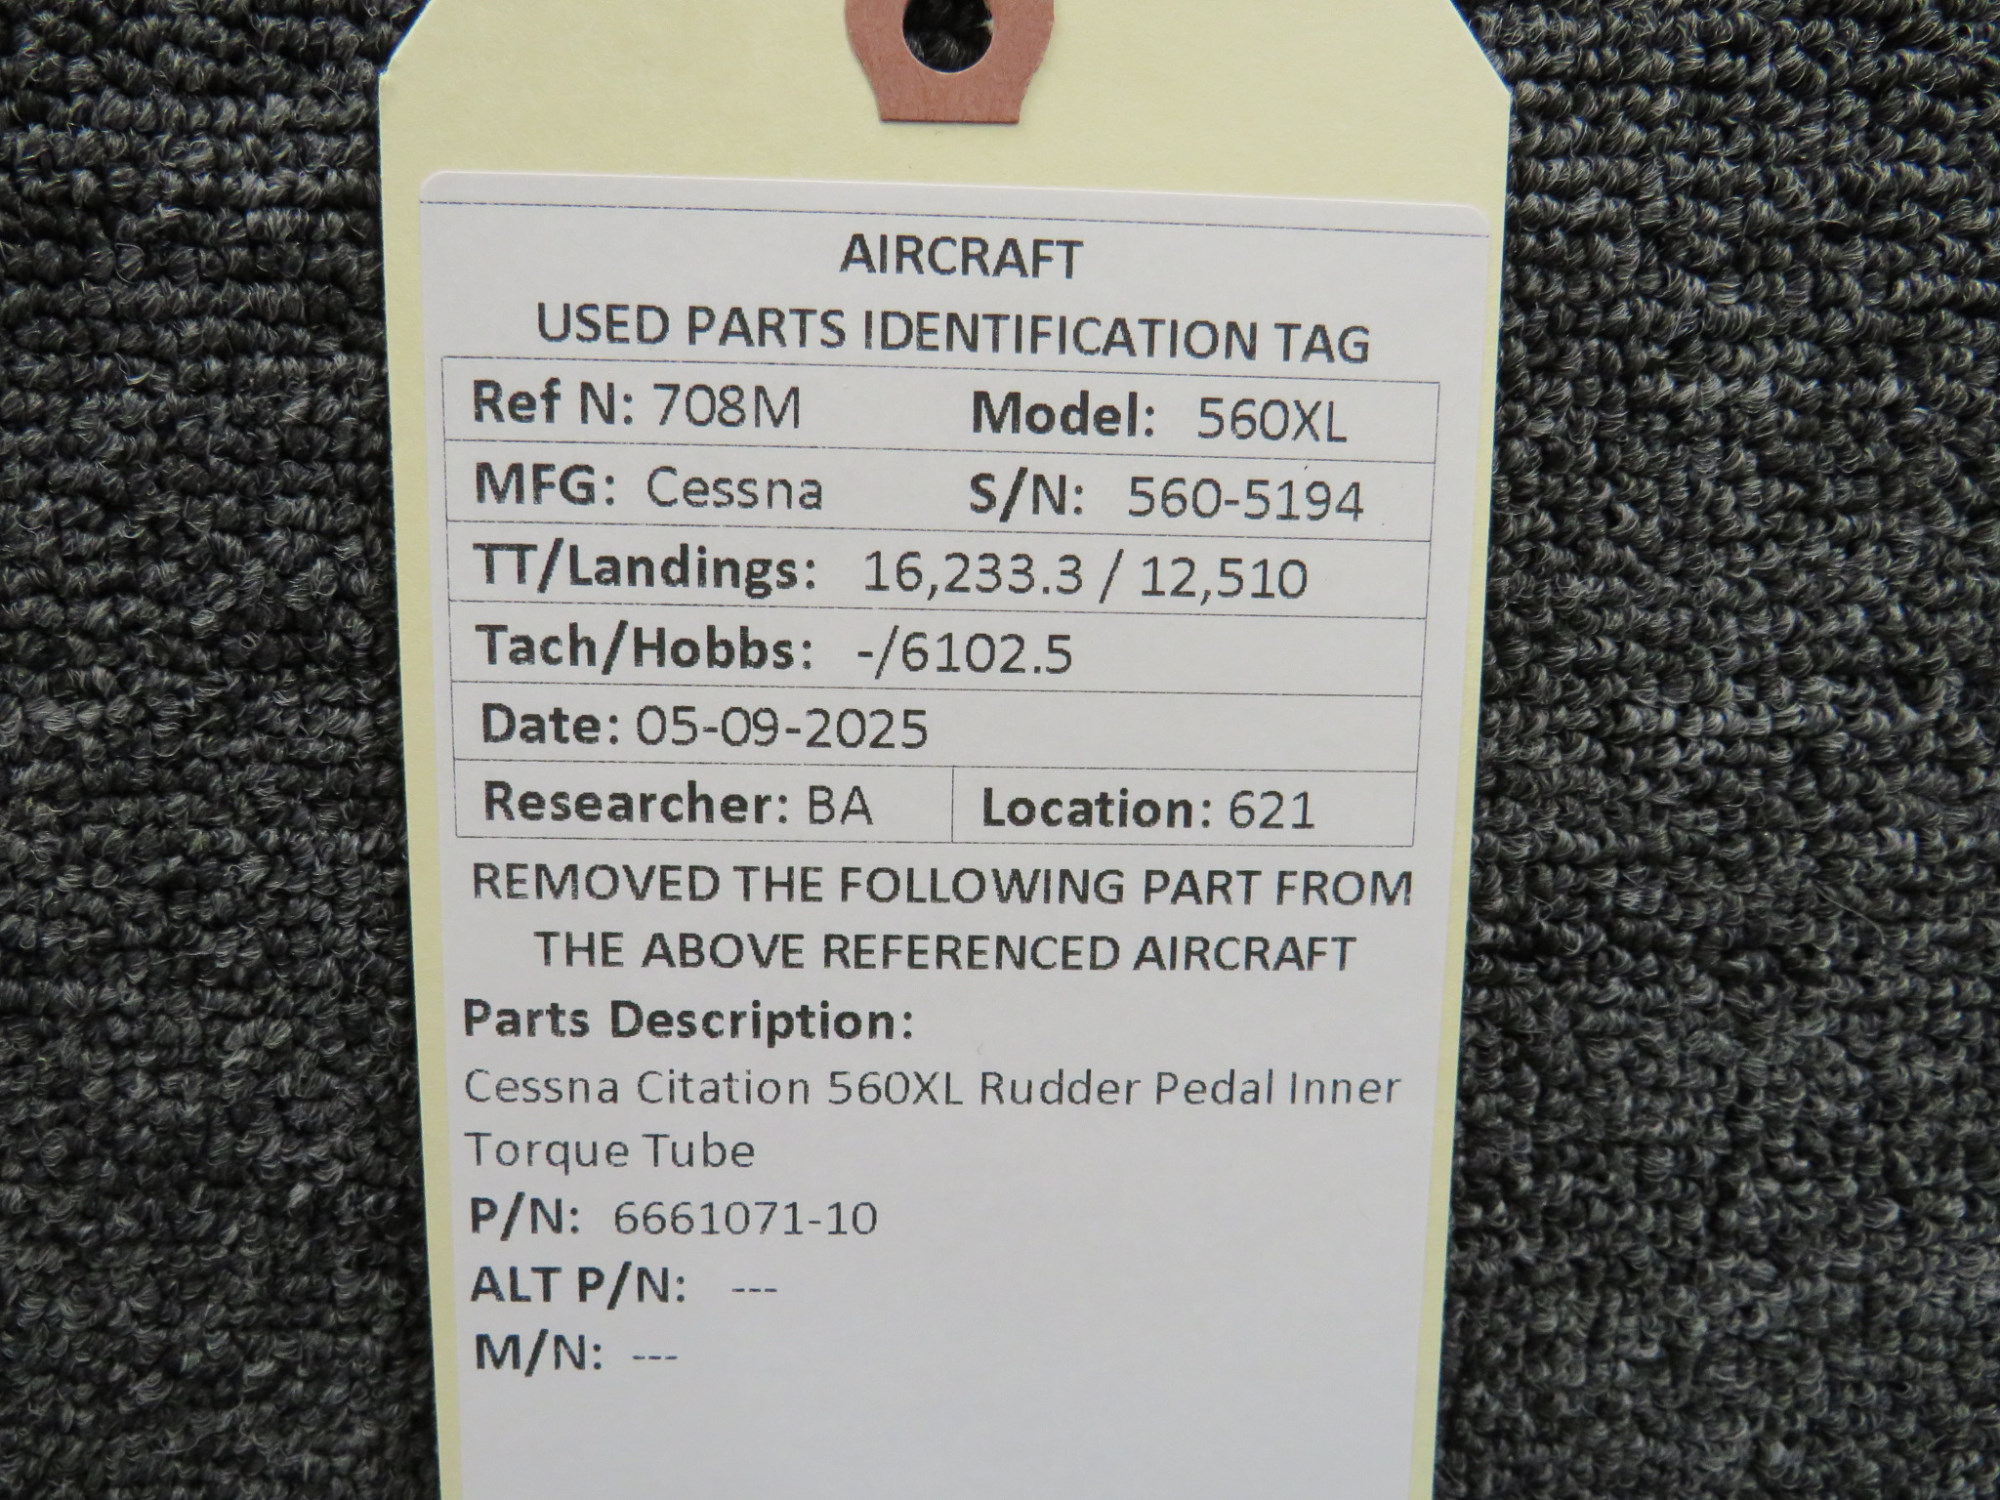 AIRCRAFT
USED PARTS IDENTIFICATION TAG
Ref N: 708M Model: 560XL
MFG: Cessna S/N: 560-5194
TT/Landings: 16,233.3 / 12,510
Tach/Hobbs: -/6102.5
Date: 05-09-2025
Researcher: BA Location: 621
REMOVED THE FOLLOWING PART FROM
THE ABOVE REFERENCED AIRCRAFT
Parts Description:
Cessna Citation 560XL Rudder Pedal Inner
Torque Tube
P/N: 6661071-10
ALT P/N: ---
M/N: ---